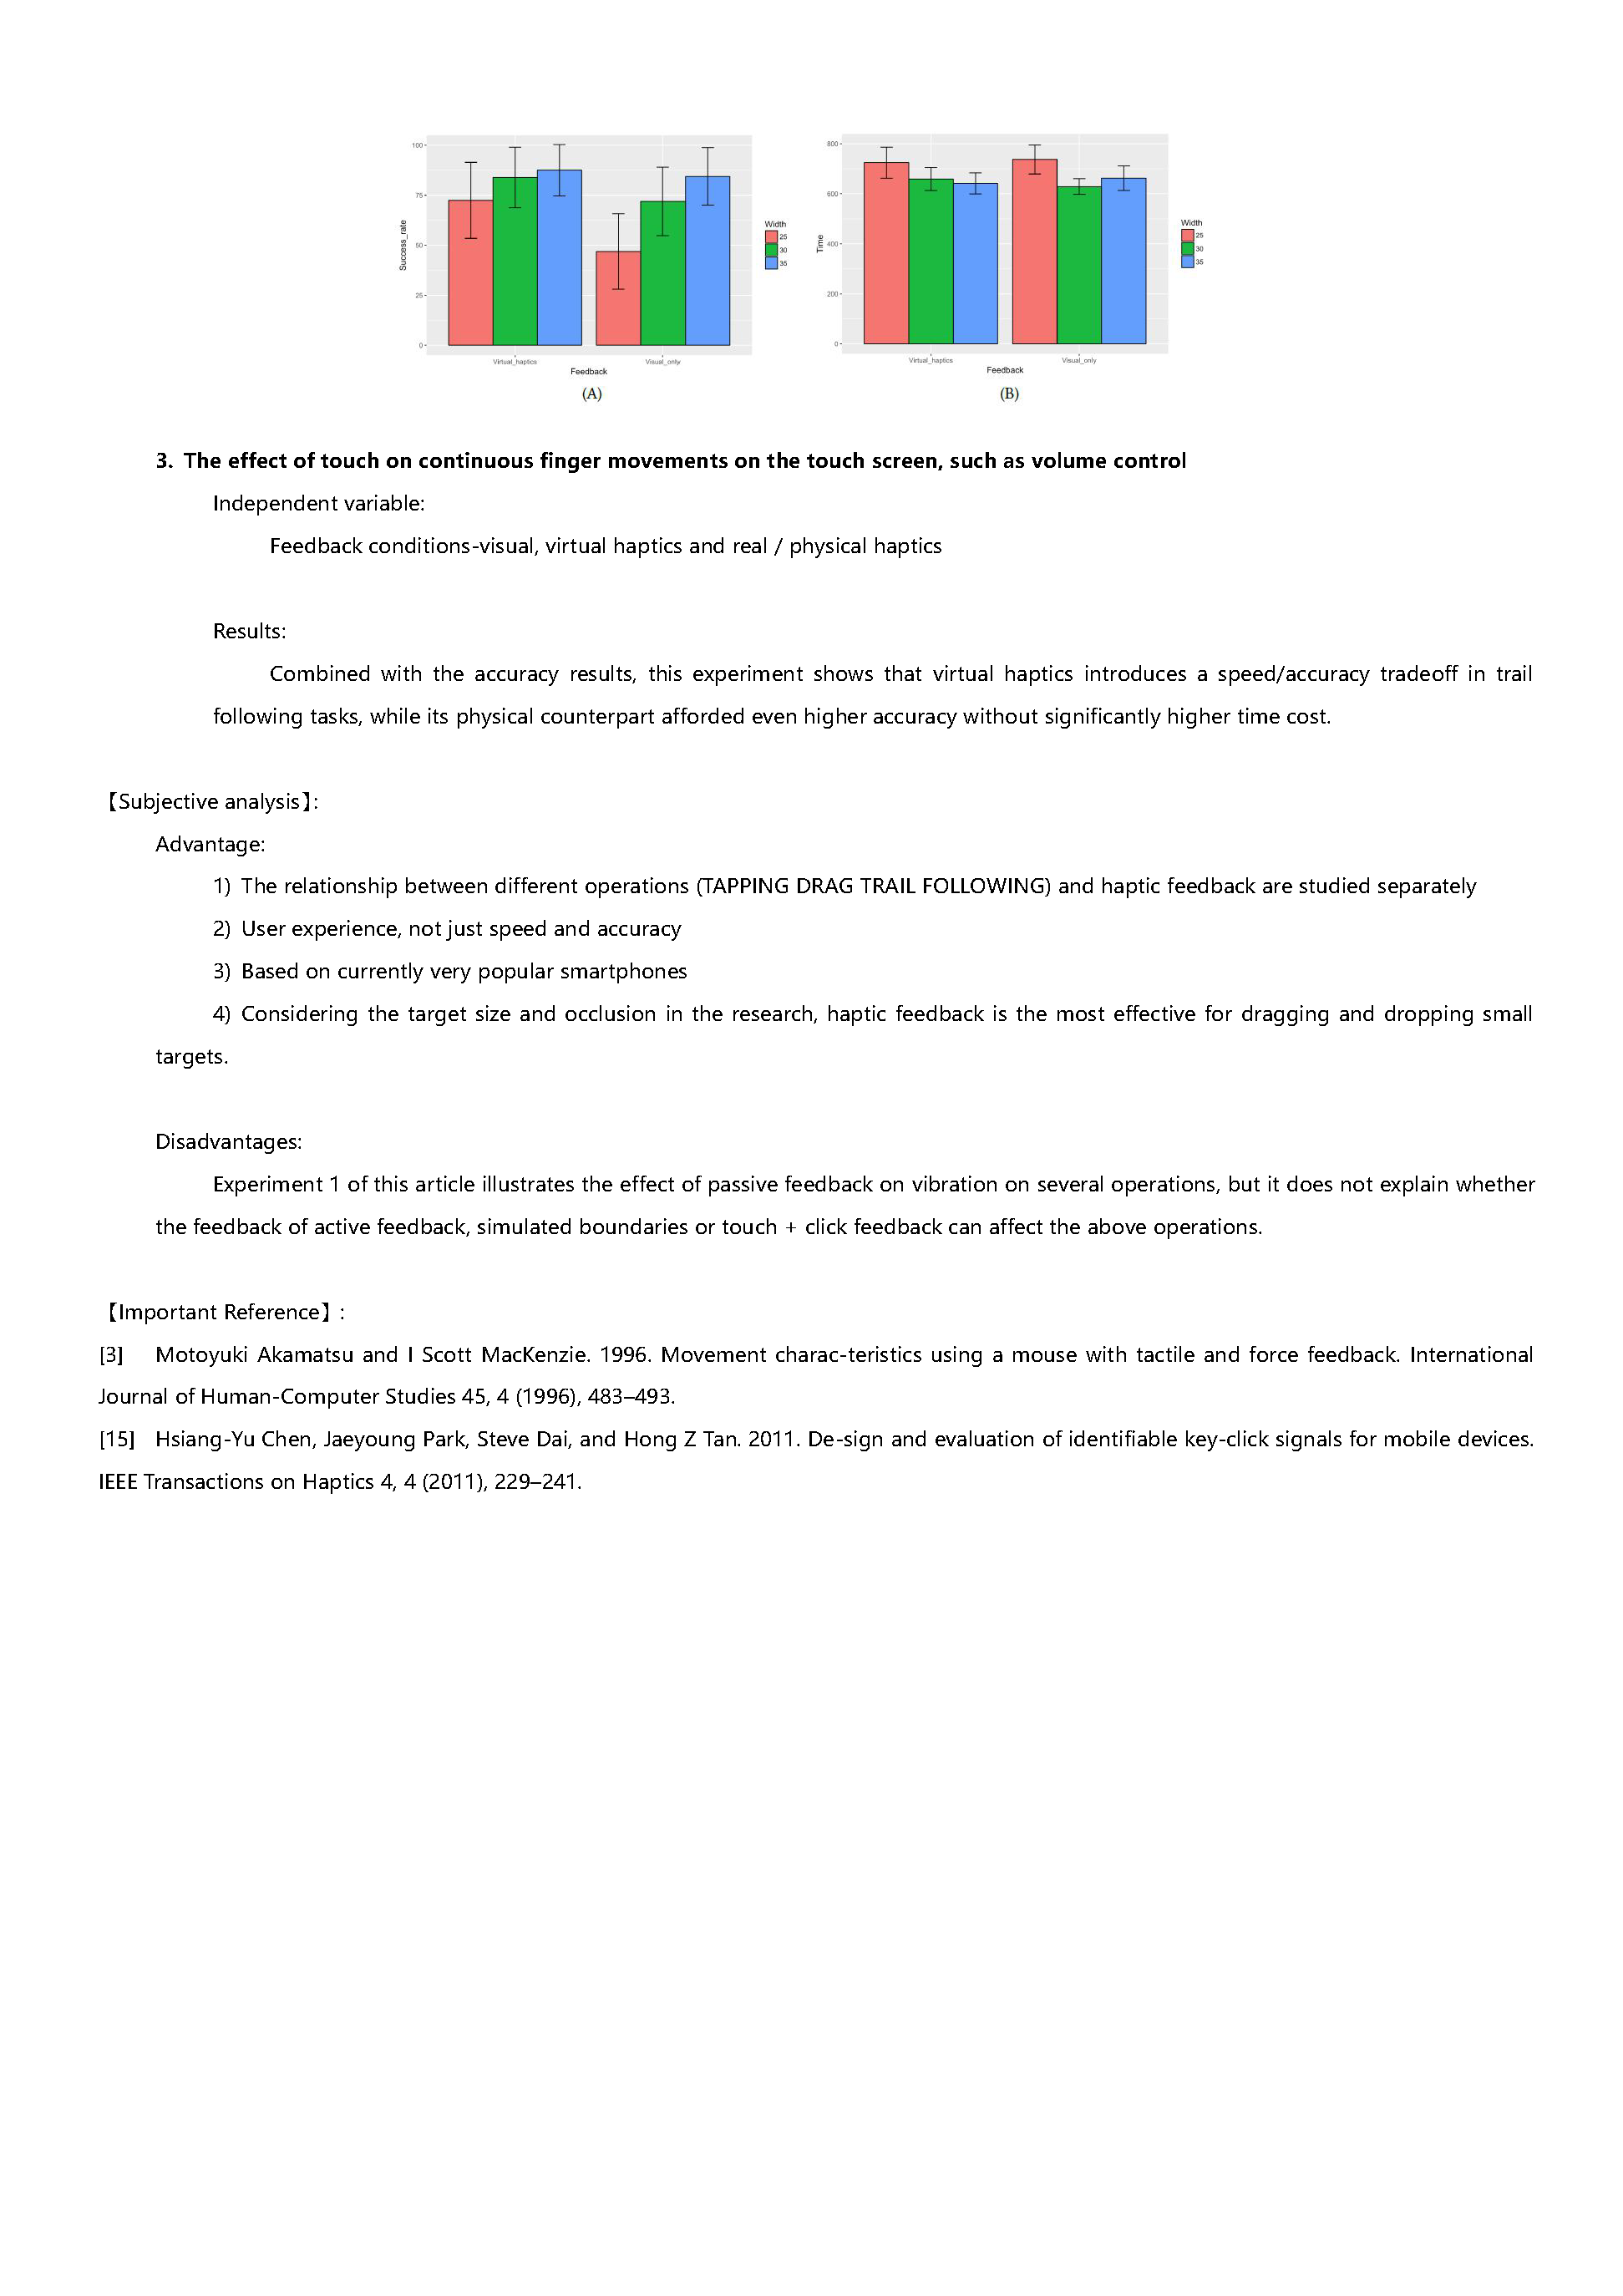 100-
75-
50-
25-
0-
Success_rate
Virtual_haptics
Visual_only
Feedback
Width
25
30
35
(A)
800-
600-
400-
200-
0-
Time
Virtual_haptics
Visual_only
Feedback
Width
25
30
35
(B)
3. The effect of touch on continuous finger movements on the touch screen, such as volume control
Independent variable:
Feedback conditions-visual, virtual haptics and real / physical haptics
Results:
Combined with the accuracy results, this experiment shows that virtual haptics introduces a speed/accuracy tradeoff in trail
following tasks, while its physical counterpart afforded even higher accuracy without significantly higher time cost.
【Subjective analysis】:
Advantage:
1) The relationship between different operations (TAPPING DRAG TRAIL FOLLOWING) and haptic feedback are studied separately
2) User experience, not just speed and accuracy
3) Based on currently very popular smartphones
4) Considering the target size and occlusion in the research, haptic feedback is the most effective for dragging and dropping small
targets.
Disadvantages:
Experiment 1 of this article illustrates the effect of passive feedback on vibration on several operations, but it does not explain whether
the feedback of active feedback, simulated boundaries or touch + click feedback can affect the above operations.
【Important Reference】:
[3] Motoyuki Akamatsu and I Scott MacKenzie. 1996. Movement charac-teristics using a mouse with tactile and force feedback. International
Journal of Human-Computer Studies 45, 4 (1996), 483–493.
[15] Hsiang-Yu Chen, Jaeyoung Park, Steve Dai, and Hong Z Tan. 2011. De-sign and evaluation of identifiable key-click signals for mobile devices.
IEEE Transactions on Haptics 4, 4 (2011), 229–241.